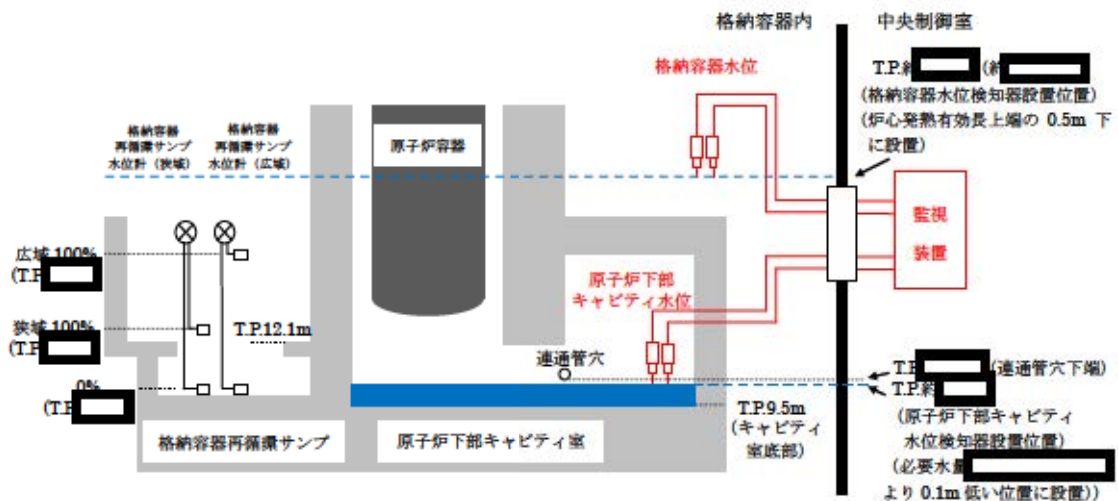 格納容器内
中央制御室
格納容器水位
T.P.約 (約
(格納容器水位検知器設置位置)
(炉心発熱有効長上端の 0.5m 下
に設置)
格納容器
再循環サンプ
水位計（狭域）
格納容器
再循環サンプ
水位計（広域）
原子炉容器
監視
装置
広域 100%
(T.P.
原子炉下部
キャビティ水位
狭域 100%
(T.P.
T.P.12.1m
連通管穴
0%
(T.P.
T.P. (連通管穴下端)
T.P.約
(原子炉下部キャビティ
水位検知器設置位置)
(必要水量
より 0.1m 低い位置に設置))
T.P.9.5m
(キャビティ
室底部)
格納容器再循環サンプ
原子炉下部キャビティ室